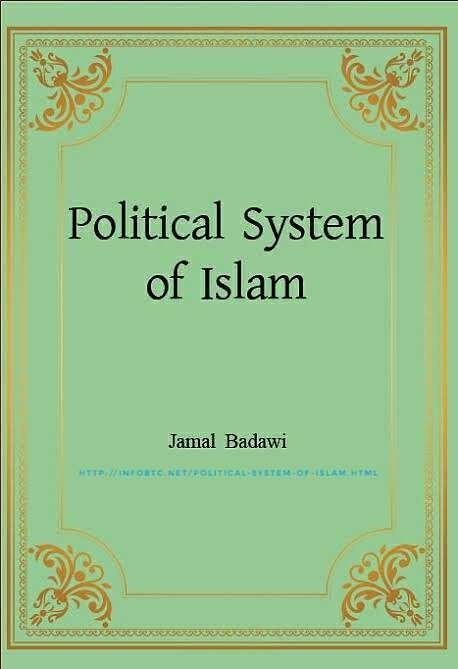 Political System
of Islam
Jamal Badawi
HTTP://INFOBTC.NET/POLITICAL-SYSTEM-OF-ISLAM.HTML